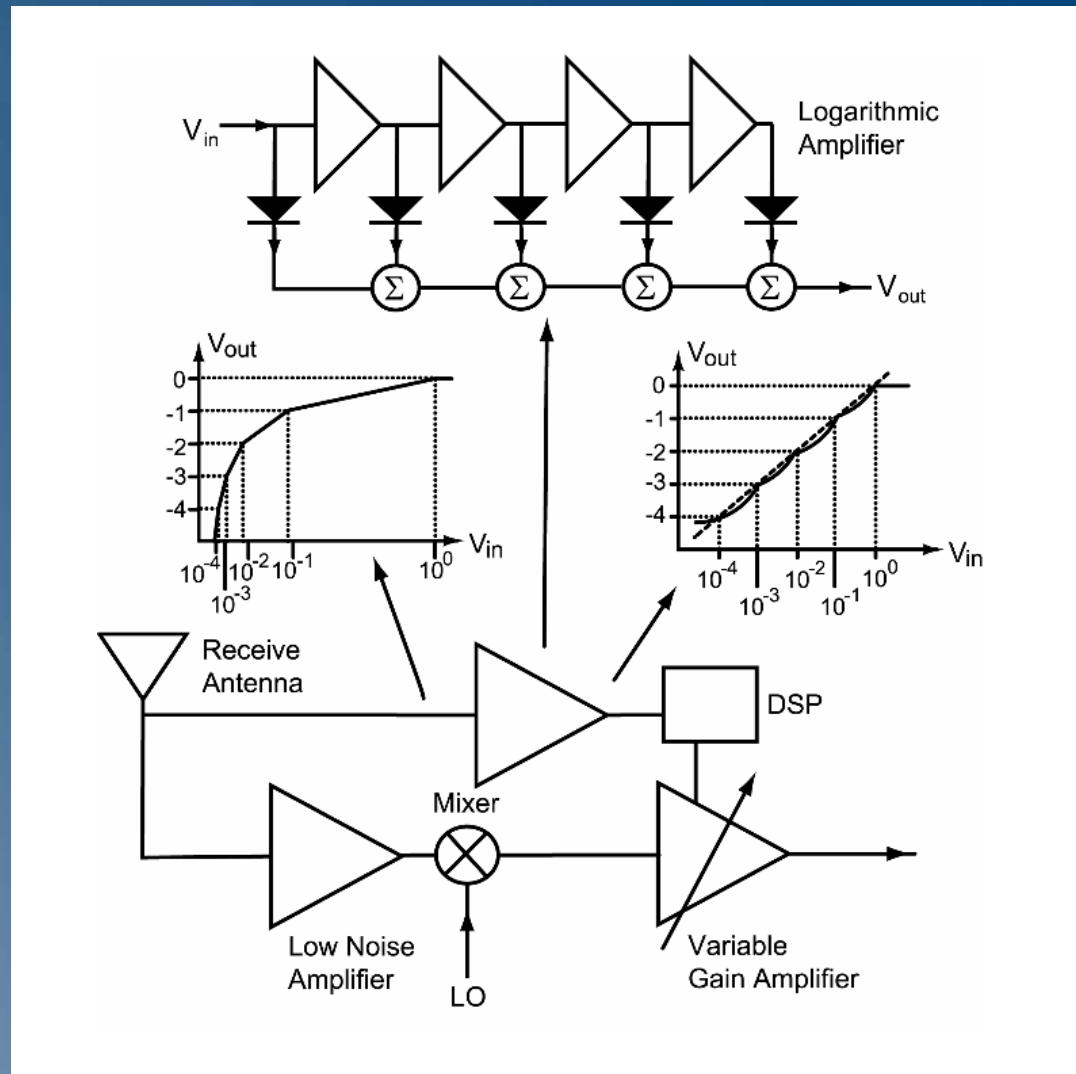 V_in
Logarithmic
Amplifier
Σ Σ Σ Σ
V_out
V_out
0
-1
-2
-3
-4
V_in
10^-4
10^-3
10^-2
10^-1
10^0
V_out
0
-1
-2
-3
-4
V_in
10^-4
10^-3
10^-2
10^-1
10^0
Receive
Antenna
DSP
Mixer
Low Noise
Amplifier
LO
Variable
Gain Amplifier